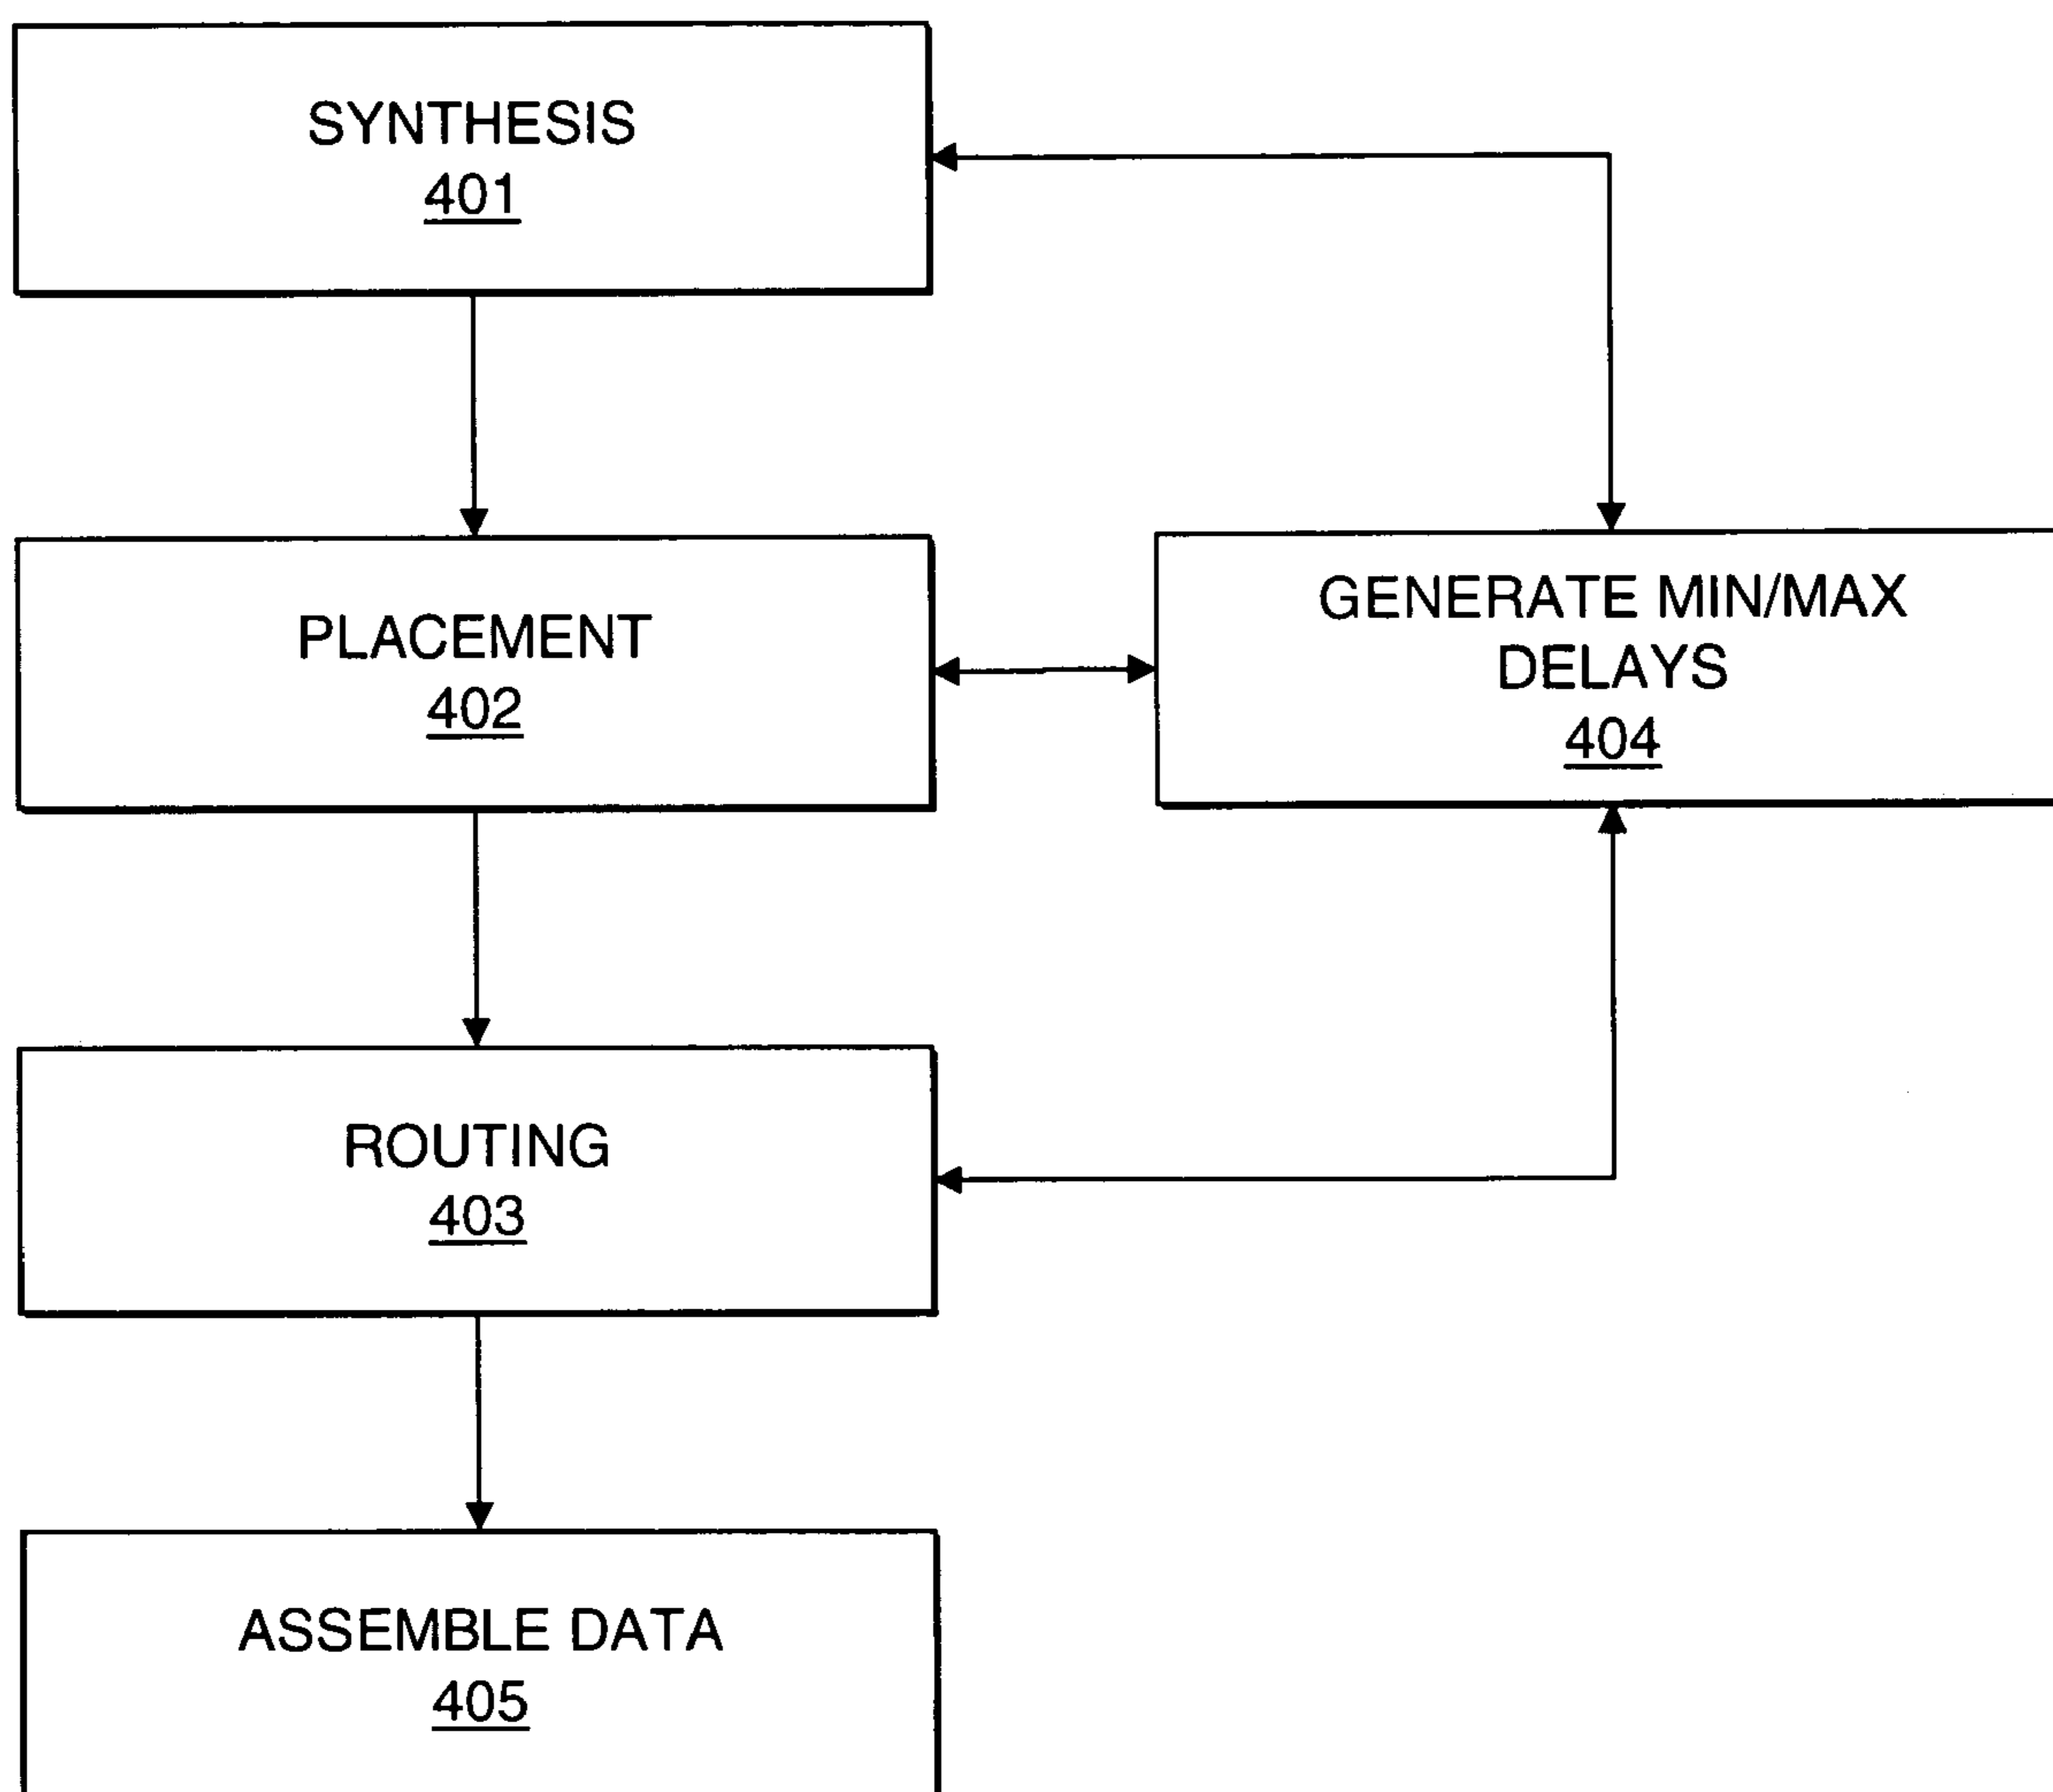 SYNTHESIS
401
PLACEMENT
402
GENERATE MIN/MAX
DELAYS
404
ROUTING
403
ASSEMBLE DATA
405